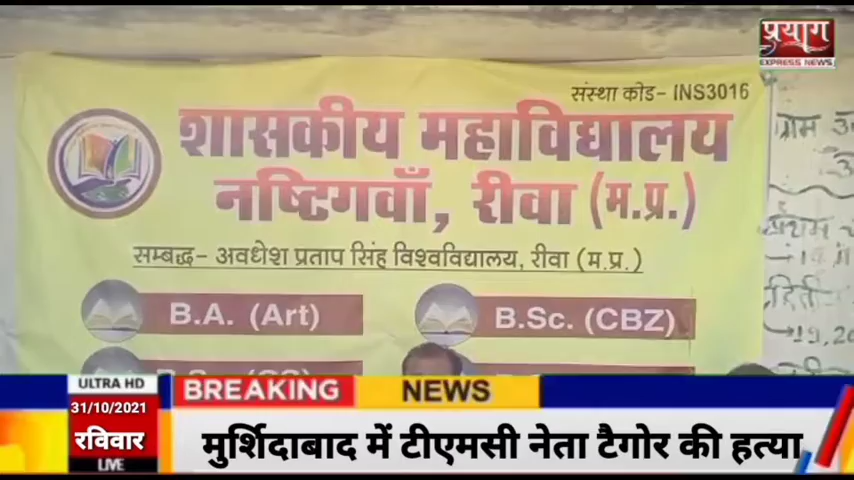 प्रयाग
EXPRESS NEWS
संस्था कोड- INS3016
शासकीय महाविद्यालय
नष्टिगवाँ, रीवा (म.प्र.)
सम्बद्ध- अवधेश प्रताप सिंह विश्वविद्यालय, रीवा (म.प्र.)
B.A. (Art)
B.Sc. (CBZ)
ULTRA HD
31/10/2021
रविवार
LIVE
BREAKING NEWS
मुर्शिदाबाद में टीएमसी नेता टैगोर की हत्या